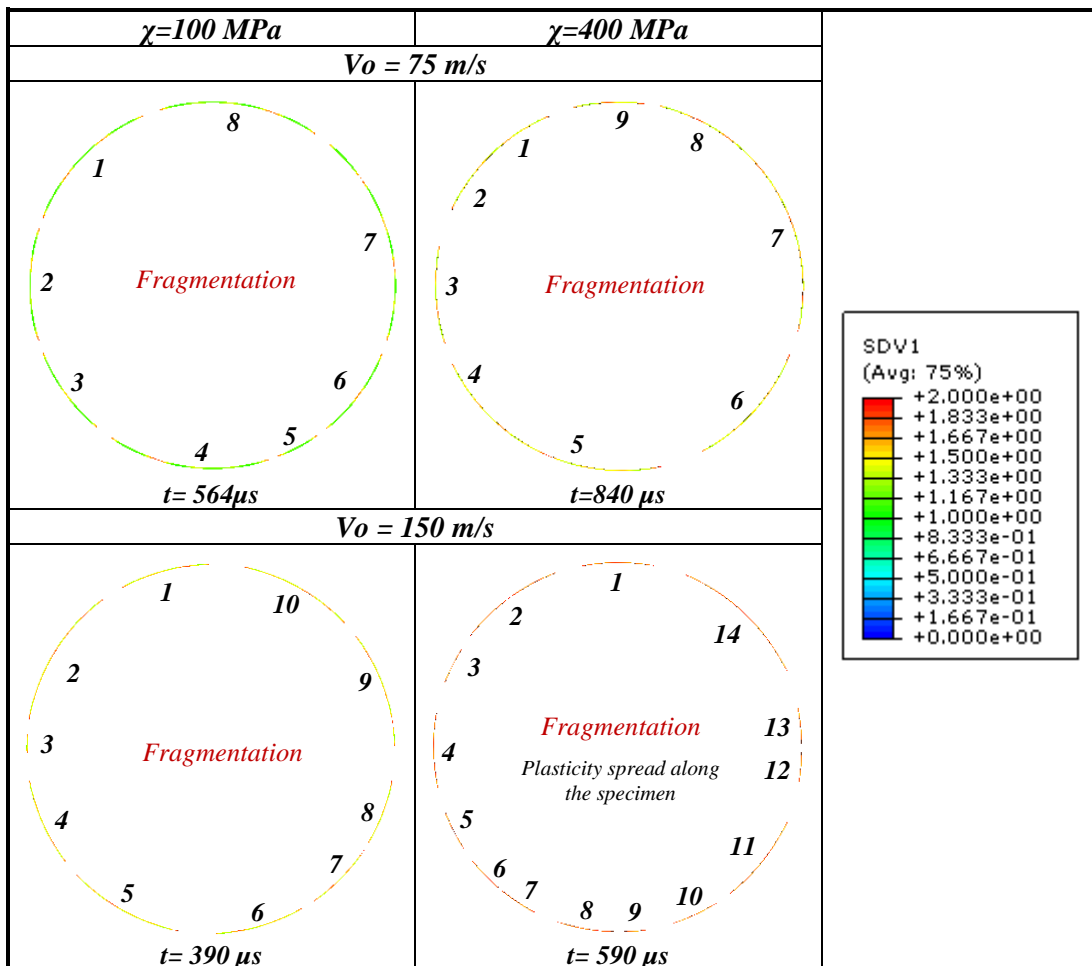 χ=100 MPa
χ=400 MPa
Vo = 75 m/s
8
1
2
7
Fragmentation
3
6
5
4
t= 564μs
9
1
8
2
7
3
Fragmentation
4
6
5
t=840 μs
Vo = 150 m/s
1
10
2
9
3
Fragmentation
4
8
7
5
6
t= 390 μs
1
2
14
3
Fragmentation
13
4
Plasticity spread along
12
the specimen
5
11
6
7
10
8
9
t= 590 μs
SDV1
(Avg: 75%)
+2.000e+00
+1.833e+00
+1.667e+00
+1.500e+00
+1.333e+00
+1.167e+00
+1.000e+00
+8.333e-01
+6.667e-01
+5.000e-01
+3.333e-01
+1.667e-01
+0.000e+00